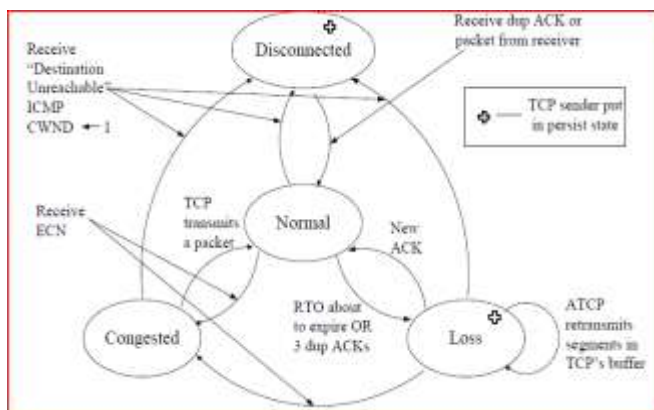 Receive
"Destination
Unreachable"
ICMP
CWND ← 1
Disconnected
Receive dup ACK or
packet from receiver
TCP sender put
in persist state
Receive
ECN
TCP
transmits
a packet
Normal
New
ACK
Congested
RTO about
to expire OR
3 dup ACKs
Loss
ATCP
retransmits
segments in
TCP's buffer